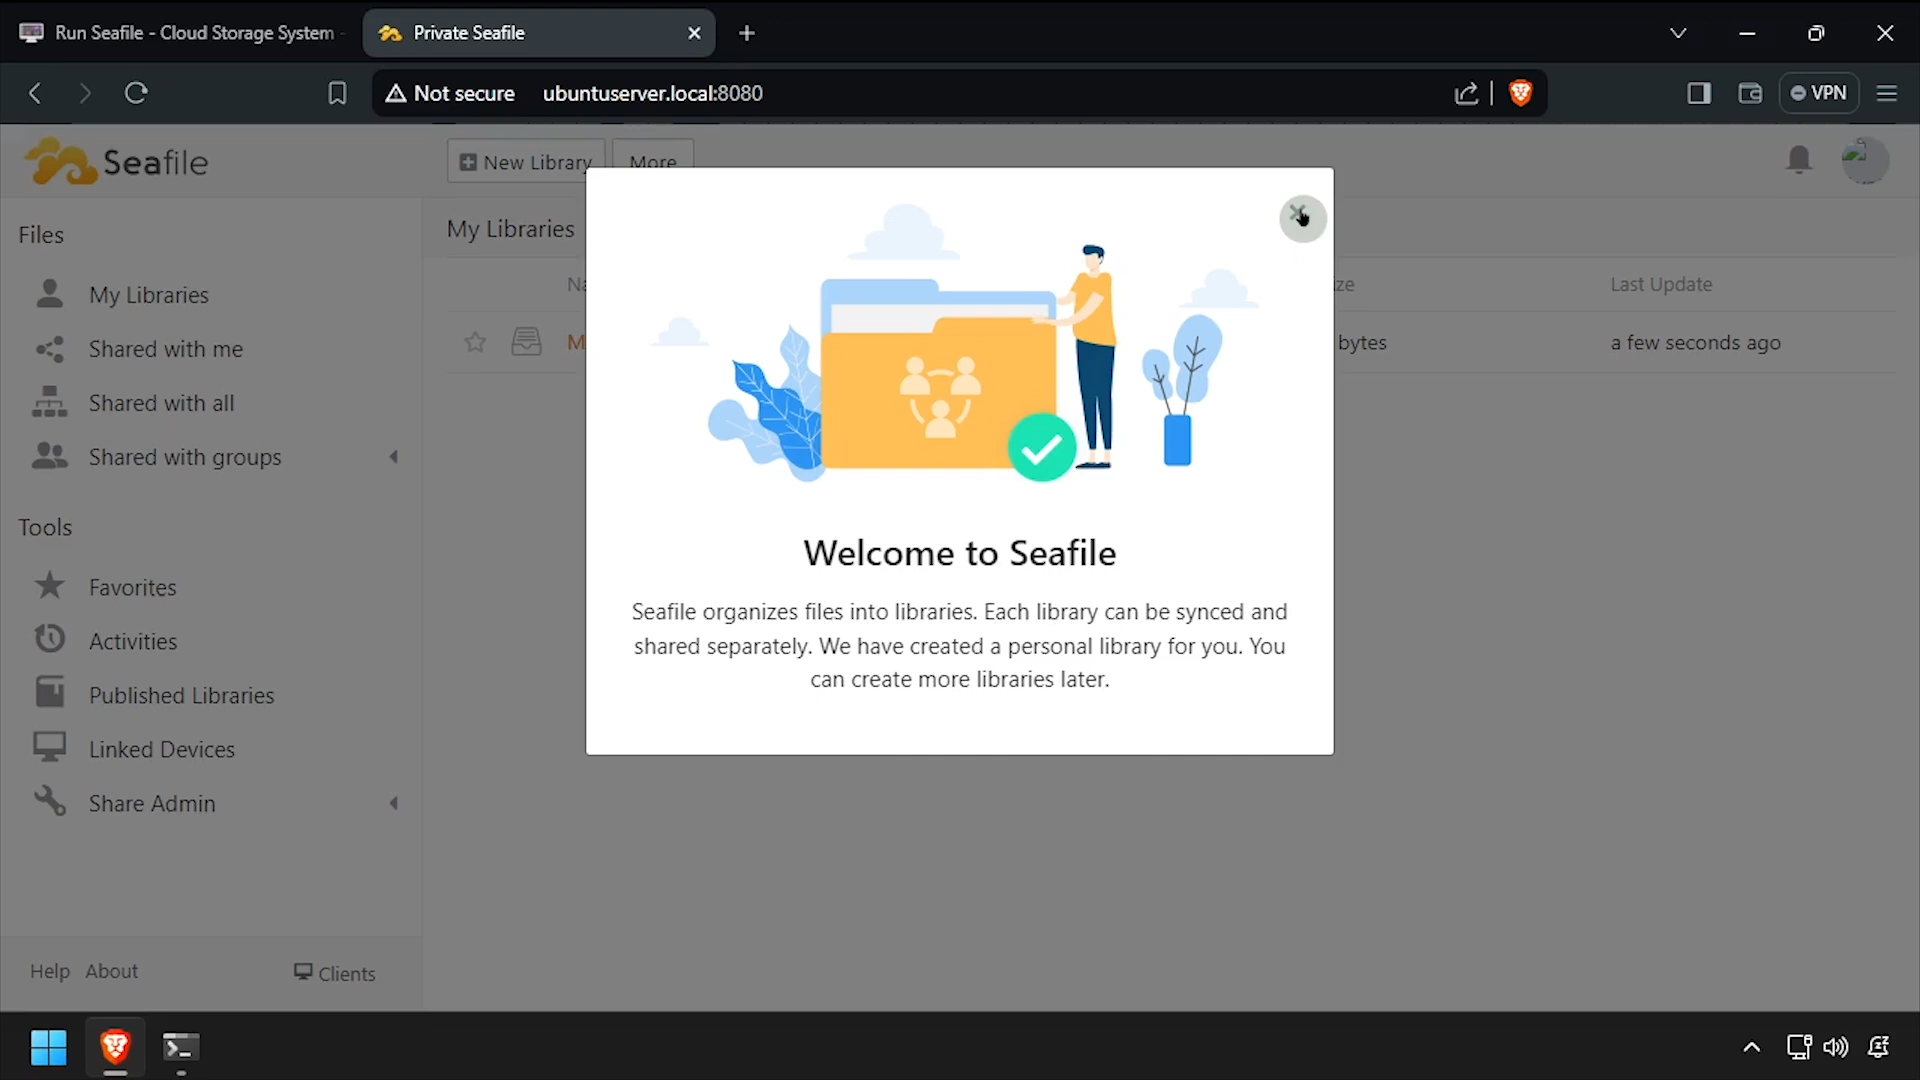 Run Seafile - Cloud Storage System -
Private Seafile
Not secure ubuntuserver.local:8080
VPN
Seafile
New Library
More
Files
My Libraries
Shared with me
Shared with all
Shared with groups
Tools
Favorites
Activities
Published Libraries
Linked Devices
Share Admin
Help About
Clients
My Libraries
Last Update
bytes
a few seconds ago
Welcome to Seafile
Seafile organizes files into libraries. Each library can be synced and
shared separately. We have created a personal library for you. You
can create more libraries later.